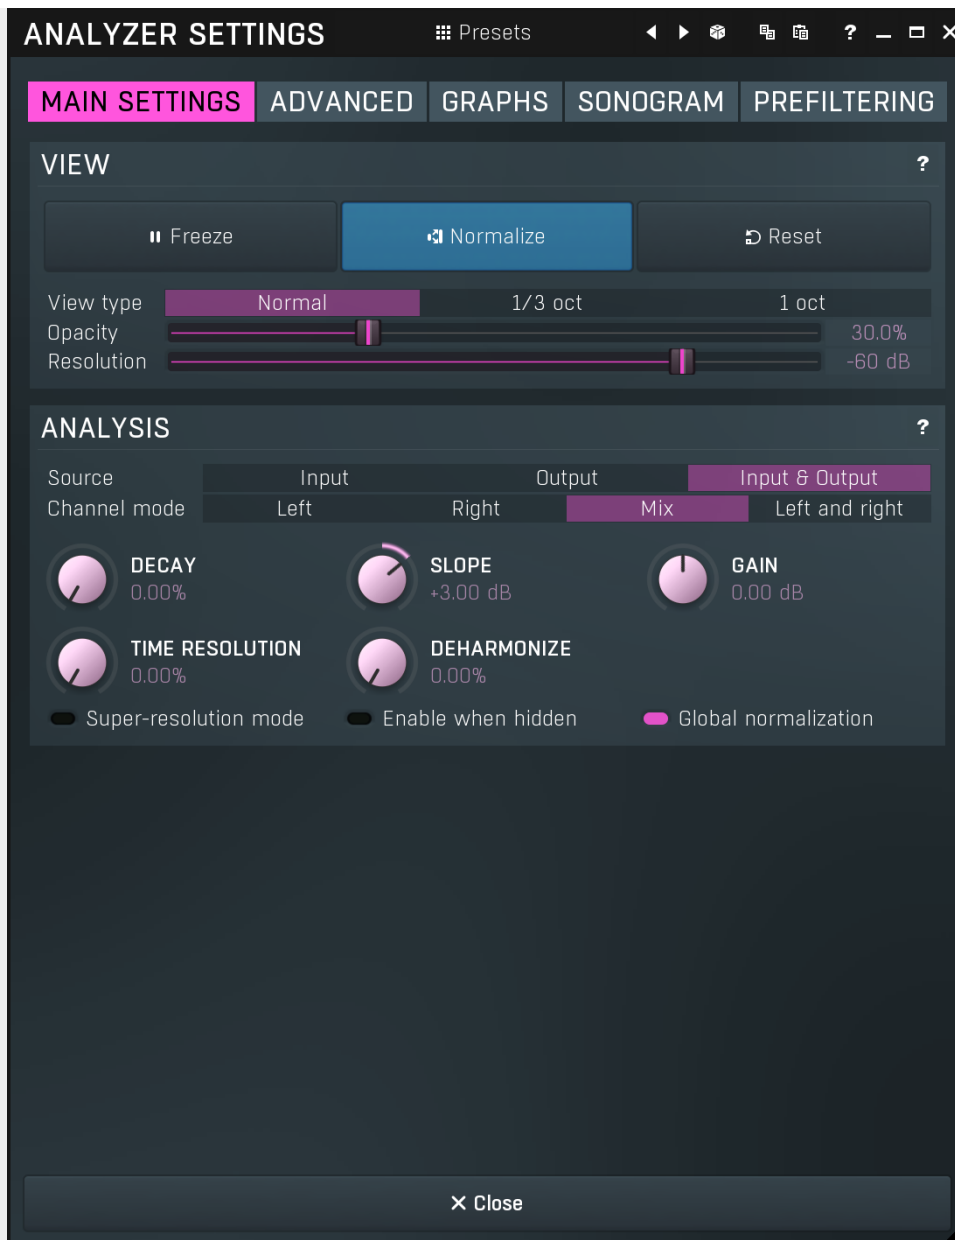 ANALYZER SETTINGS Presets ?
MAIN SETTINGS ADVANCED GRAPHS SONOGRAM PREFILTERING
VIEW ?
Freeze Normalize Reset
View type Normal 1/3 oct 1 oct
Opacity 30.0%
Resolution -60 dB
ANALYSIS ?
Source Input Output Input & Output
Channel mode Left Right Mix Left and right
DECAY SLOPE GAIN
0.00% +3.00 dB 0.00 dB
TIME RESOLUTION DEHARMONIZE
0.00% 0.00%
Super-resolution mode Enable when hidden Global normalization
Close